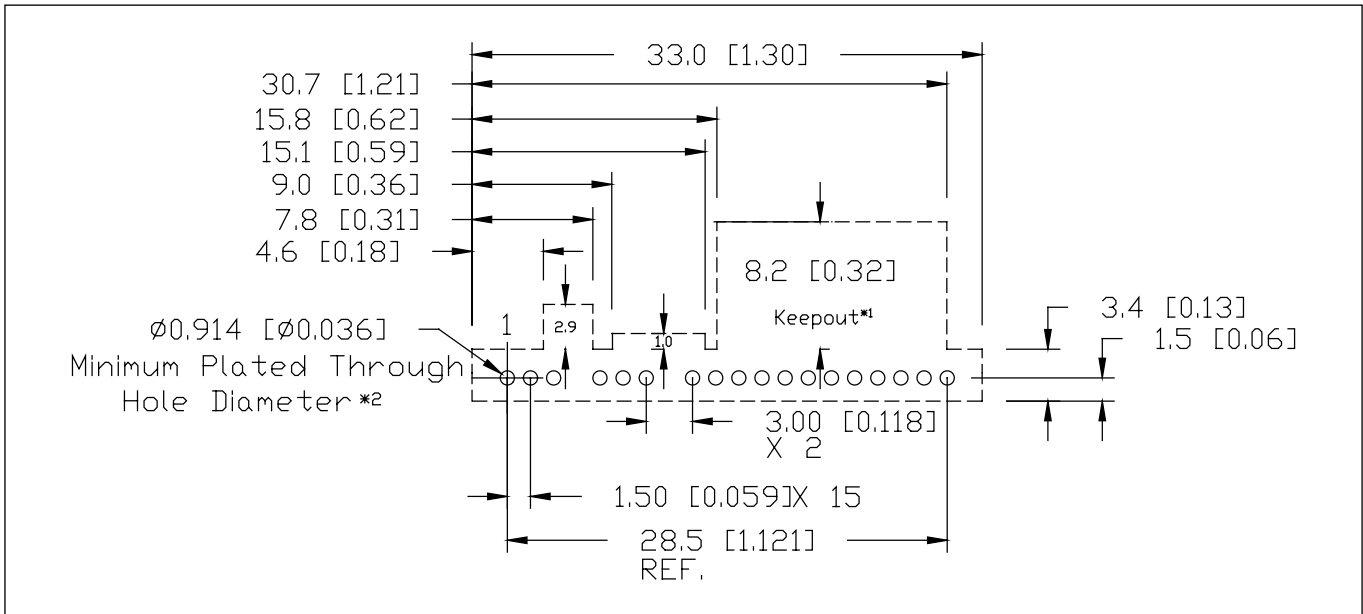 33.0 [1.30]
30.7 [1.21]
15.8 [0.62]
15.1 [0.59]
9.0 [0.36]
7.8 [0.31]
4.6 [0.18]
8.2 [0.32]
Keepout*1
2.9
1.0
1
3.4 [0.13]
1.5 [0.06]
Ø0.914 [Ø0.036]
Minimum Plated Through
Hole Diameter *2
3.00 [0.118]
X 2
1.50 [0.059]X 15
28.5 [1.121]
REF.